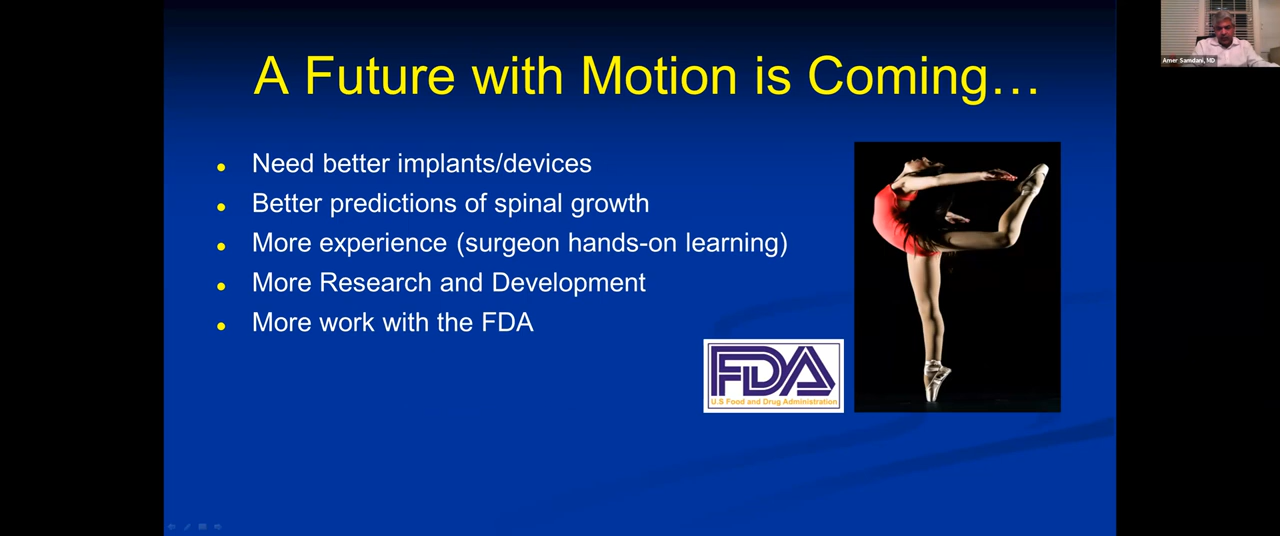 A Future with Motion is Coming…
Need better implants/devices
Better predictions of spinal growth
More experience (surgeon hands-on learning)
More Research and Development
More work with the FDA
FDA
U.S Food and Drug Administration
Amer Samdani, MD